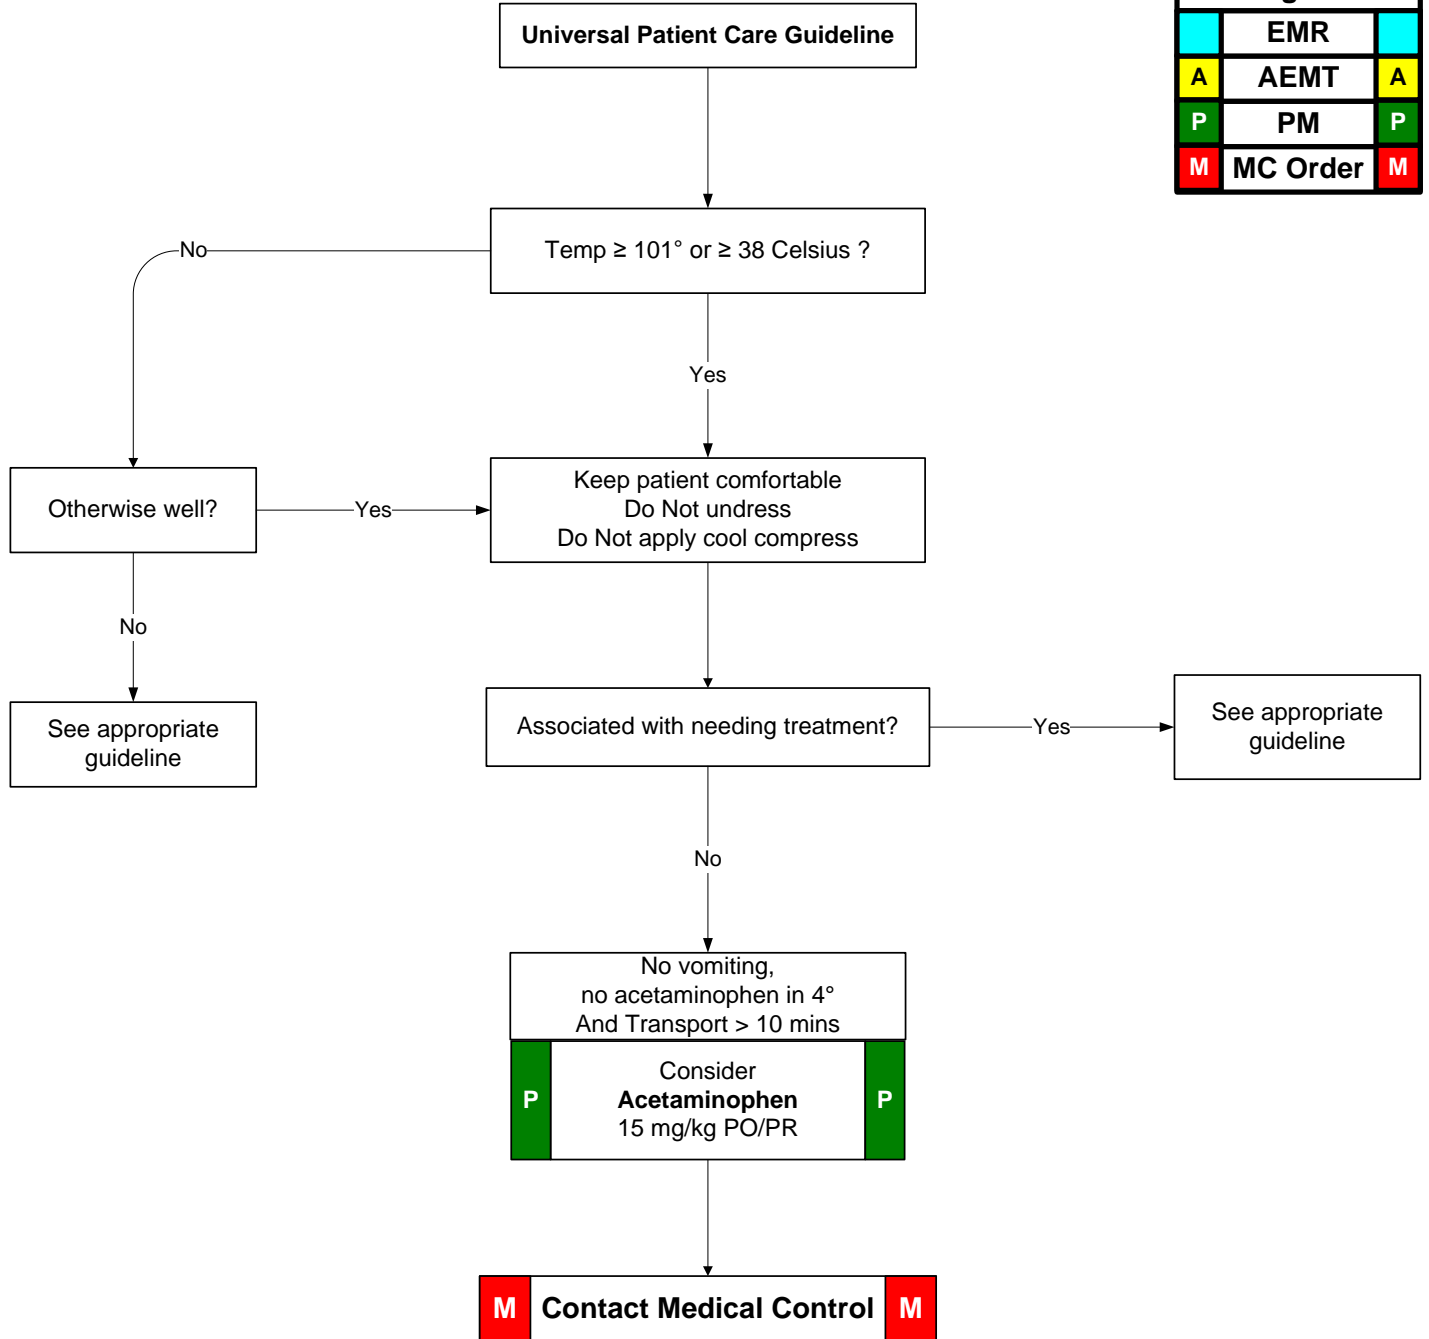 Universal Patient Care Guideline
EMR
A AEMT A
P PM P
M MC Order M
Temp ≥ 101° or ≥ 38 Celsius ?
No
Yes
Otherwise well?
Yes
Keep patient comfortable
Do Not undress
Do Not apply cool compress
No
See appropriate
guideline
Associated with needing treatment?
Yes
See appropriate
guideline
No
No vomiting,
no acetaminophen in 4°
And Transport > 10 mins
P P
Consider
Acetaminophen
15 mg/kg PO/PR
M Contact Medical Control M